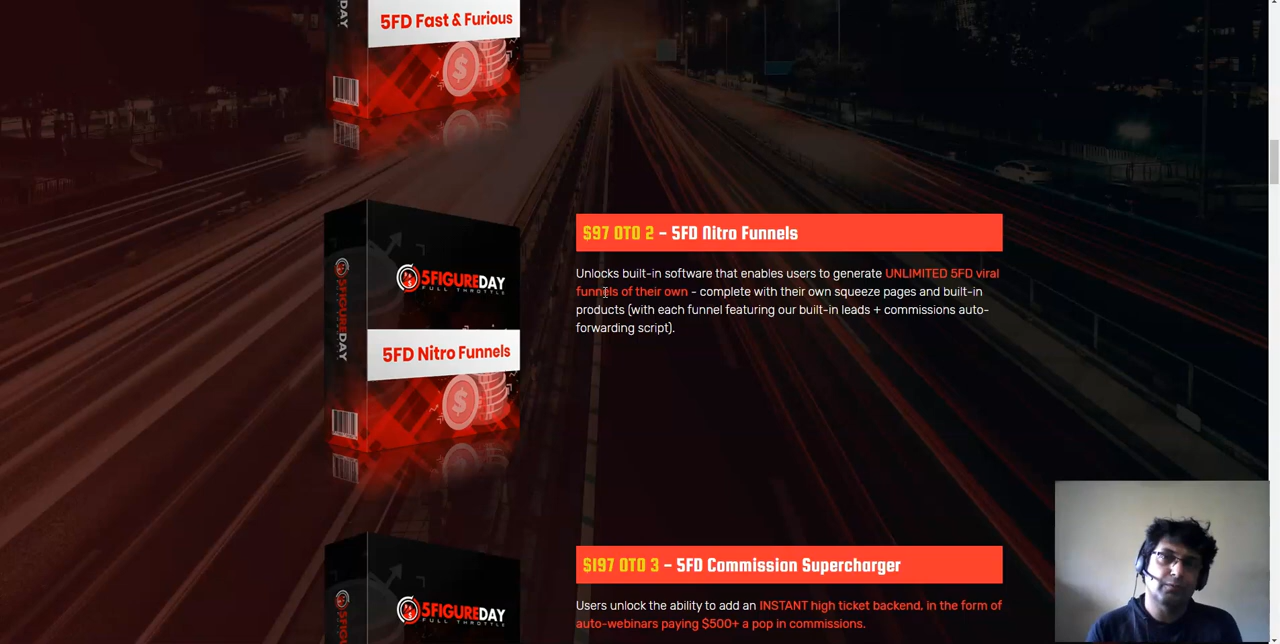 DAY
5FD Fast & Furious
$
$97 OTO 2 – 5FD Nitro Funnels
Unlocks built-in software that enables users to generate UNLIMITED 5FD viral
funnels of their own - complete with their own squeeze pages and built-in
products (with each funnel featuring our built-in leads + commissions auto-
forwarding script).
5FIGUREDAY
FULL THROTTLE
5FIGUREDAY
5FD Nitro Funnels
$
$197 OTO 3 – 5FD Commission Supercharger
Users unlock the ability to add an INSTANT high ticket backend, in the form of
auto-webinars paying $500+ a pop in commissions.
5FIGUREDAY
FULL THROTTLE
5FIGU